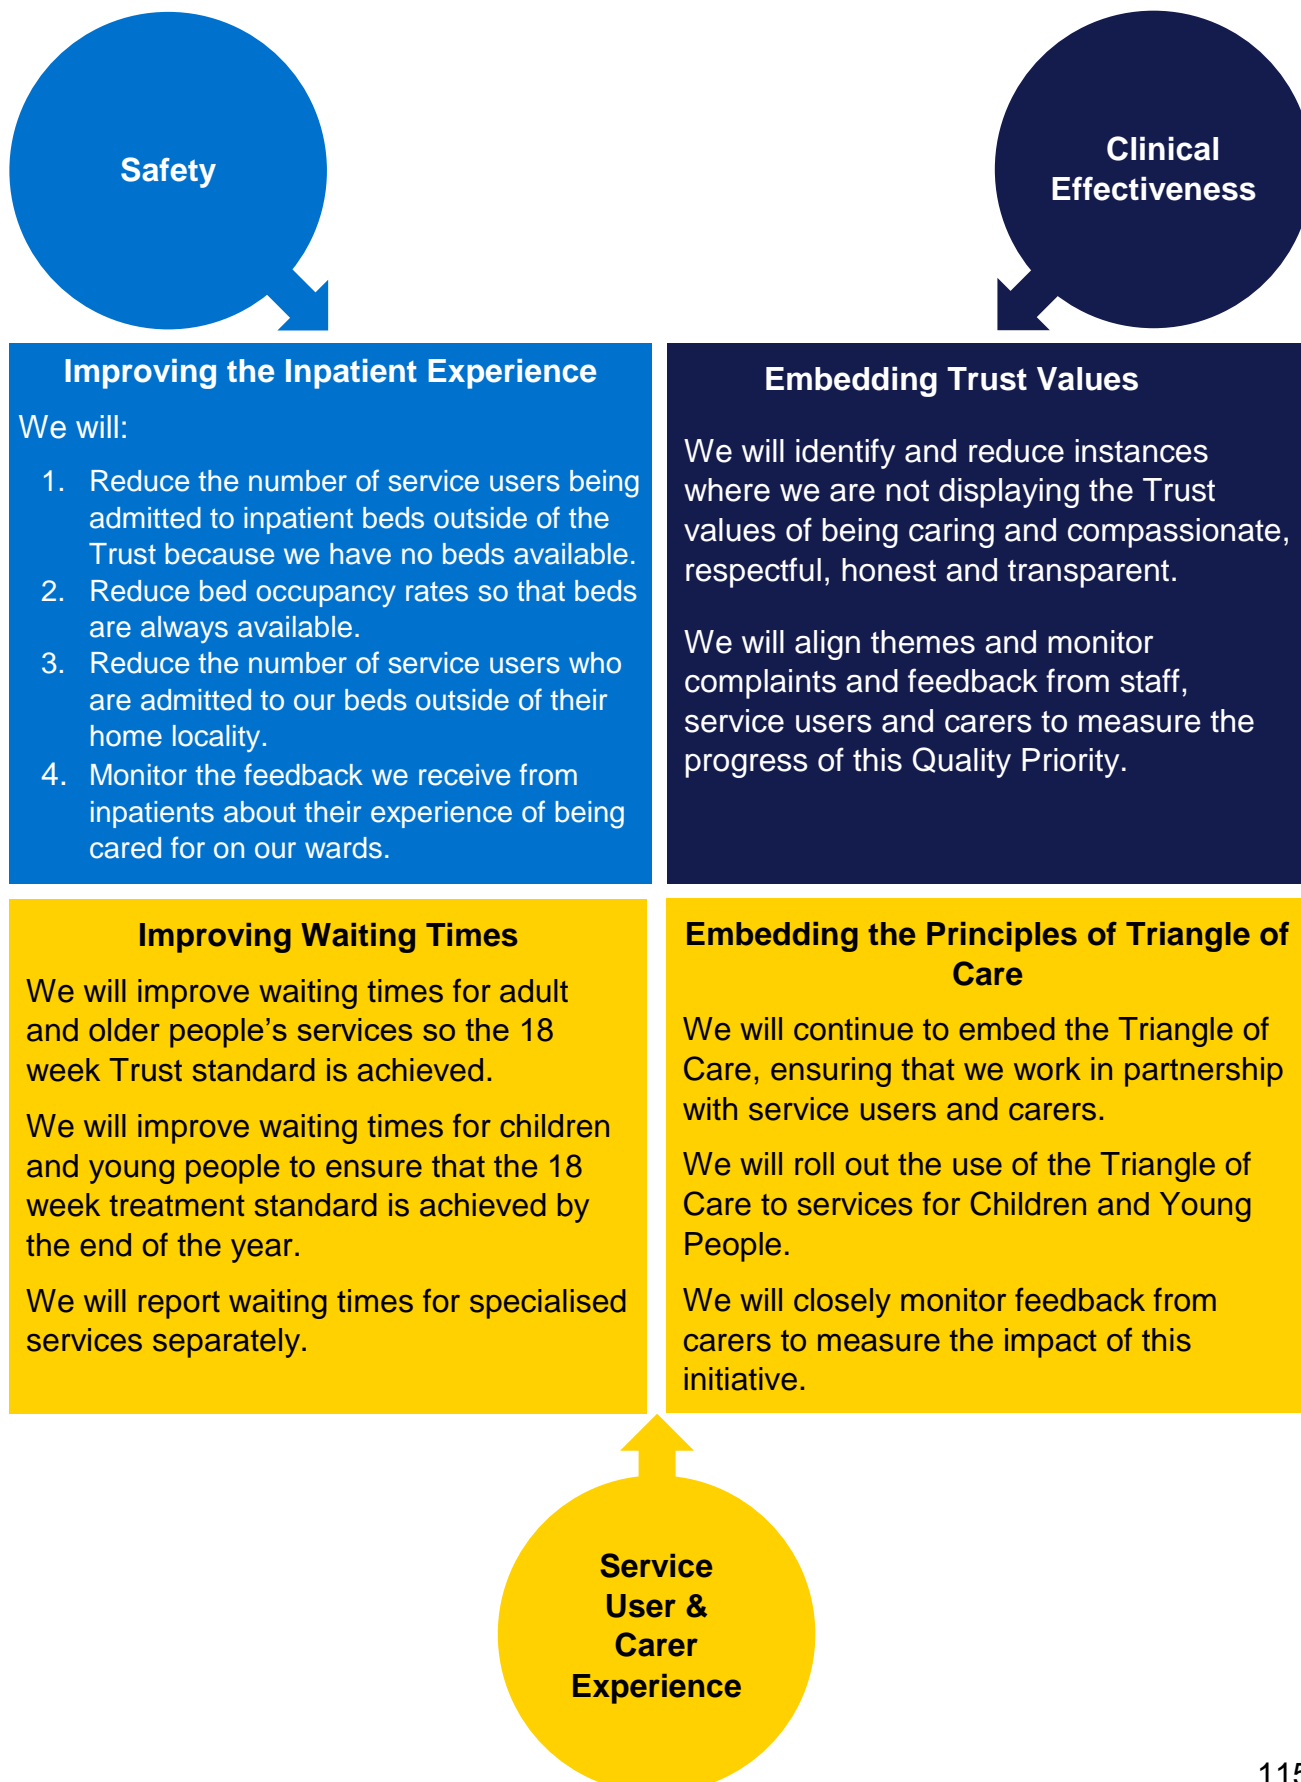 Safety
Clinical
Effectiveness
Improving the Inpatient Experience
We will:
1. Reduce the number of service users being
admitted to inpatient beds outside of the
Trust because we have no beds available.
2. Reduce bed occupancy rates so that beds
are always available.
3. Reduce the number of service users who
are admitted to our beds outside of their
home locality.
4. Monitor the feedback we receive from
inpatients about their experience of being
cared for on our wards.
Embedding Trust Values
We will identify and reduce instances
where we are not displaying the Trust
values of being caring and compassionate,
respectful, honest and transparent.
We will align themes and monitor
complaints and feedback from staff,
service users and carers to measure the
progress of this Quality Priority.
Improving Waiting Times
We will improve waiting times for adult
and older people’s services so the 18
week Trust standard is achieved.
We will improve waiting times for children
and young people to ensure that the 18
week treatment standard is achieved by
the end of the year.
We will report waiting times for specialised
services separately.
Embedding the Principles of Triangle of
Care
We will continue to embed the Triangle of
Care, ensuring that we work in partnership
with service users and carers.
We will roll out the use of the Triangle of
Care to services for Children and Young
People.
We will closely monitor feedback from
carers to measure the impact of this
initiative.
Service
User &
Carer
Experience
115